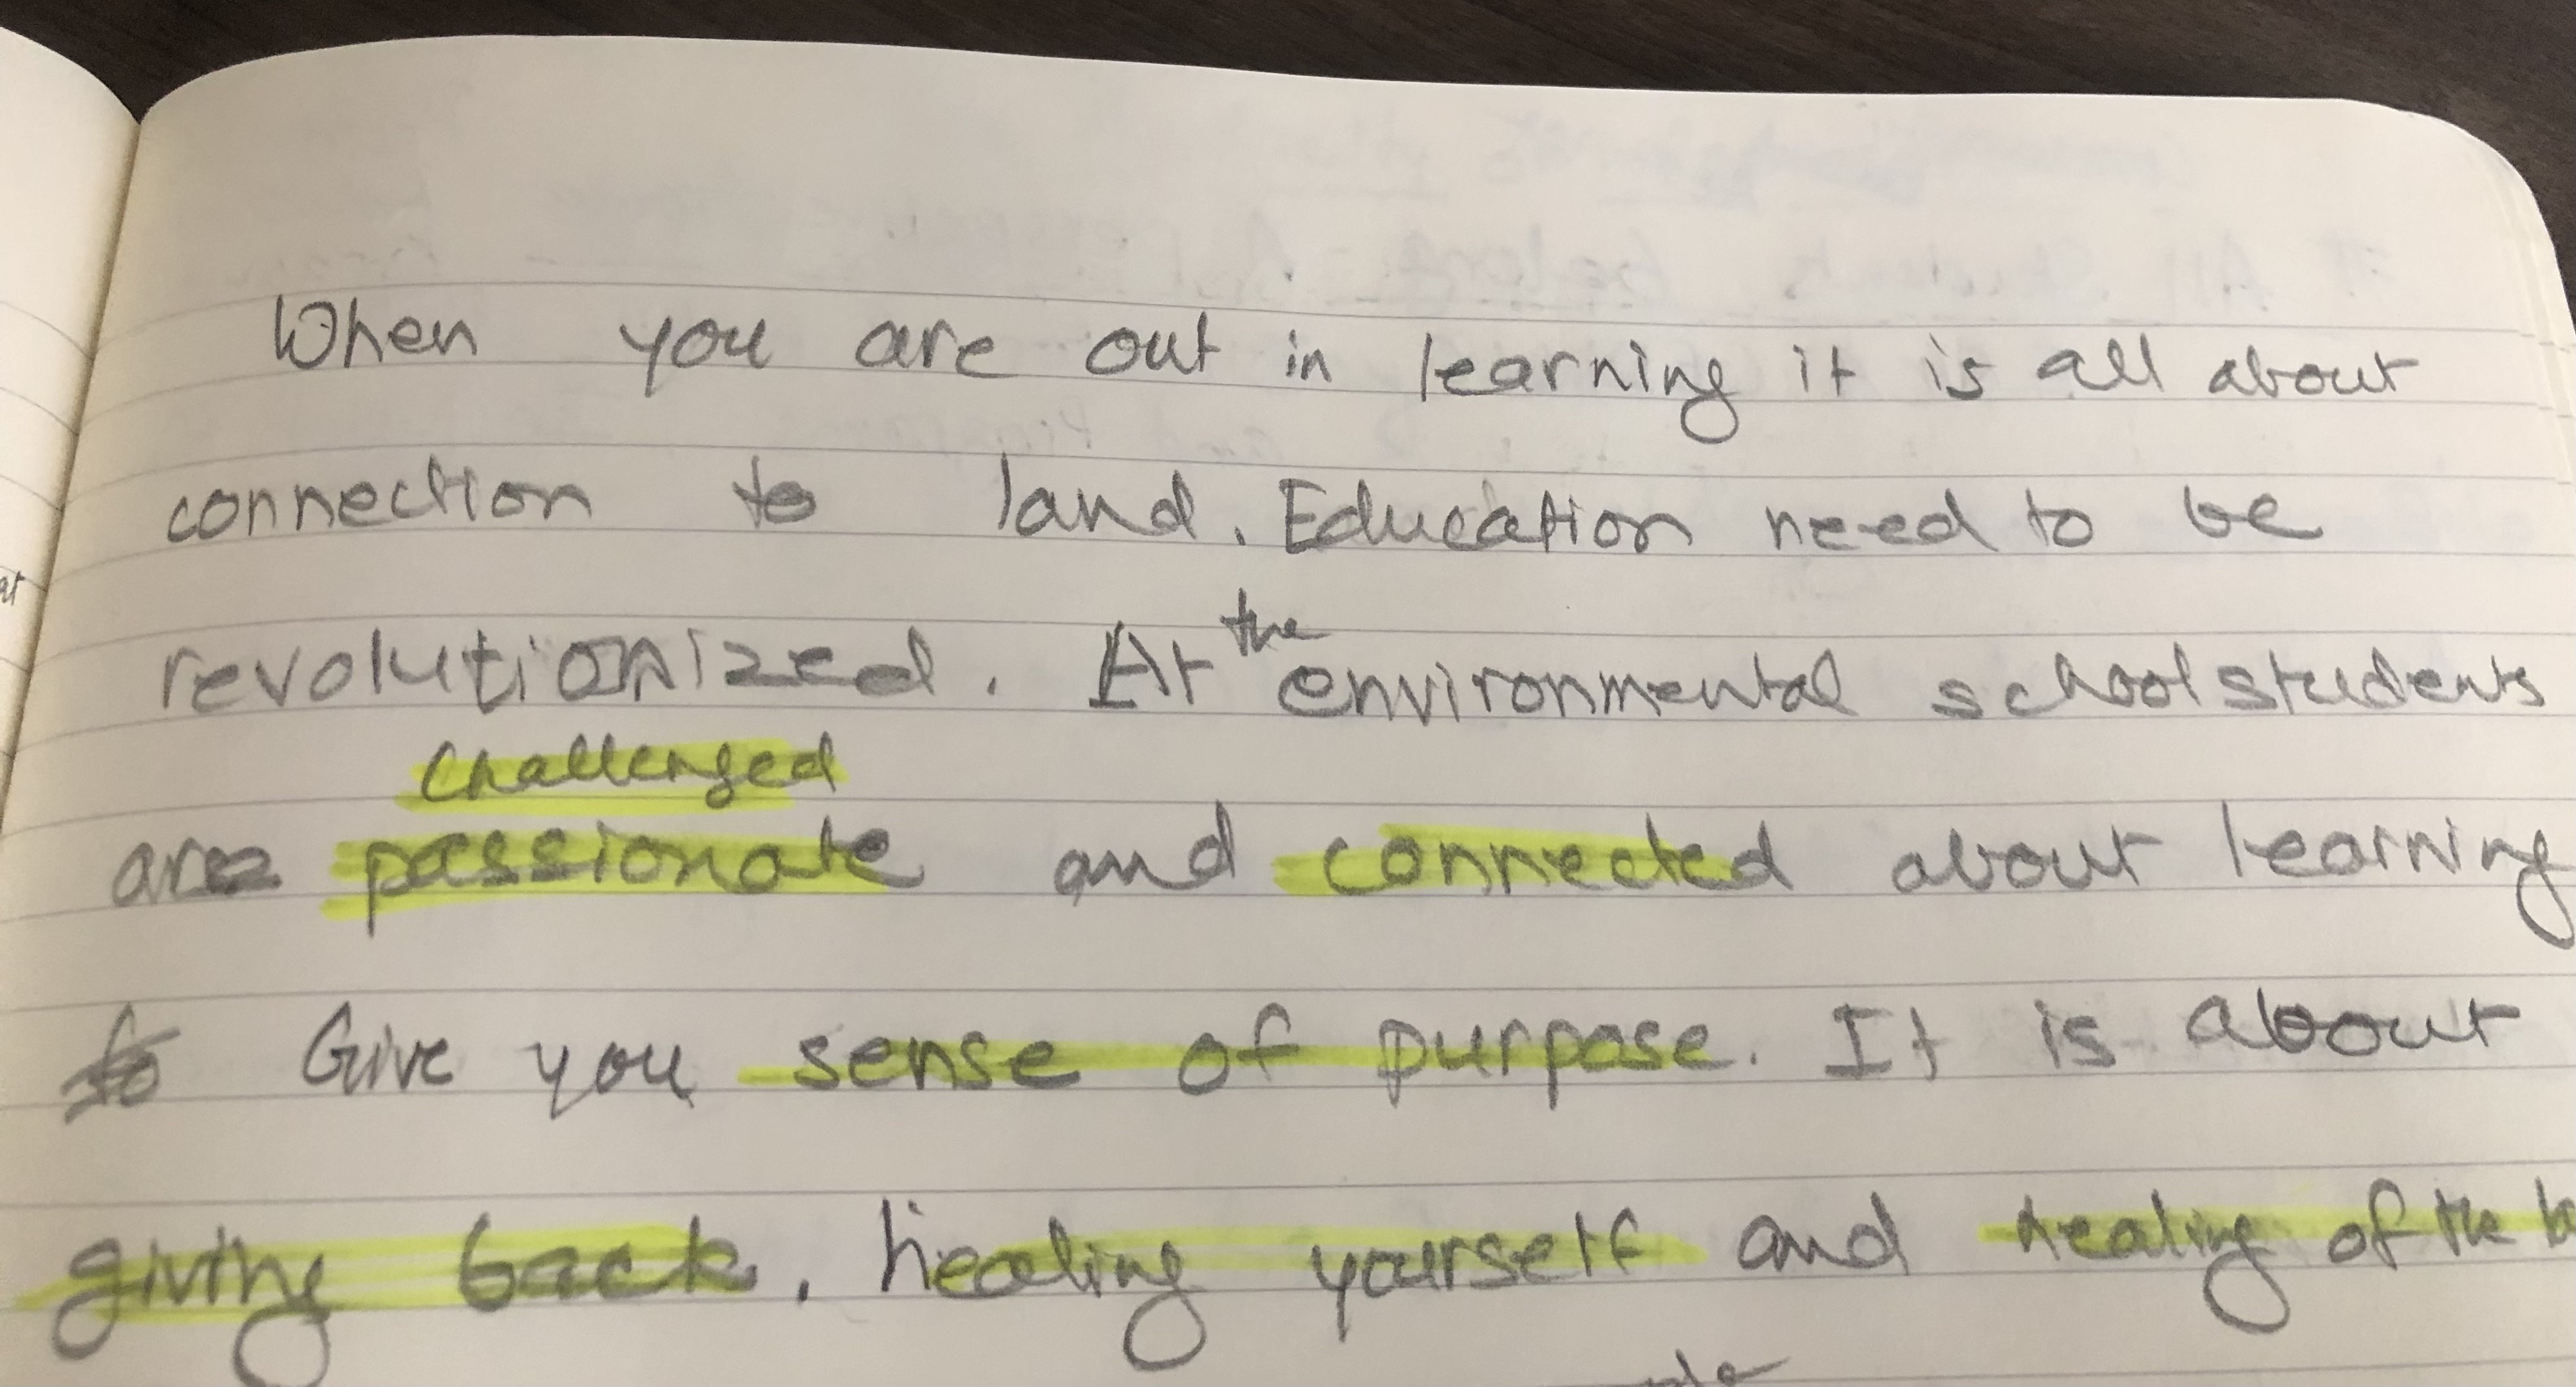 When you are out in learning it is all about
connection to land. Education need to be
the
revolutionized. At environmental school students
challenged
are passionate and connected about learning
Give you sense of purpose. It is about
giving back, healing yourself and healing of the